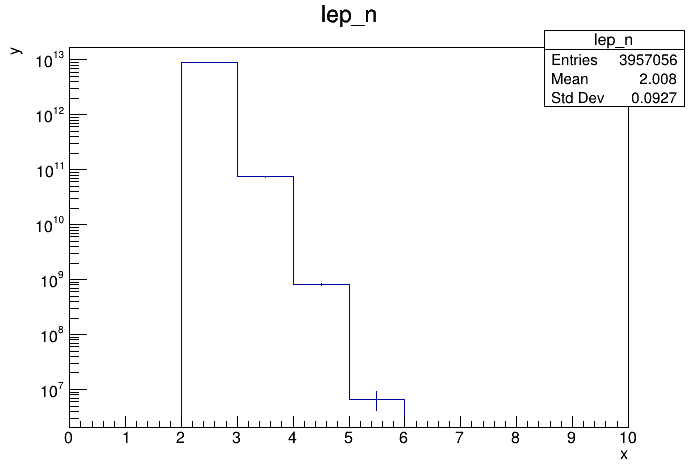 lep_n
y
lep_n
Entries 3957056
Mean 2.008
Std Dev 0.0927
10¹³
10¹²
10¹¹
10¹⁰
10⁹
10⁸
10⁷
0 1 2 3 4 5 6 7 8 9 10
x